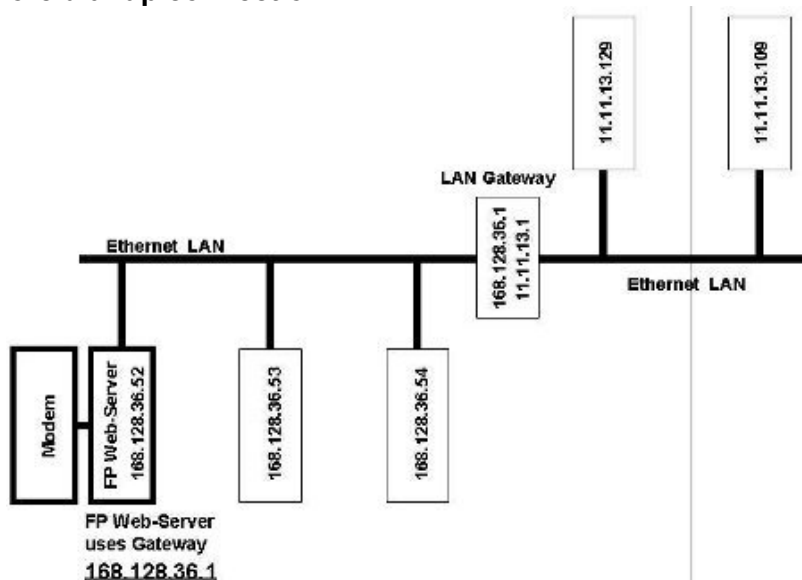 11.11.13.129
11.11.13.109
LAN Gateway
168.128.36.1
11.11.13.1
Ethernet LAN
Ethernet LAN
Modem
FP Web-Server
168.128.36.52
168.128.36.53
168.128.36.54
FP Web-Server
uses Gateway
168.128.36.1